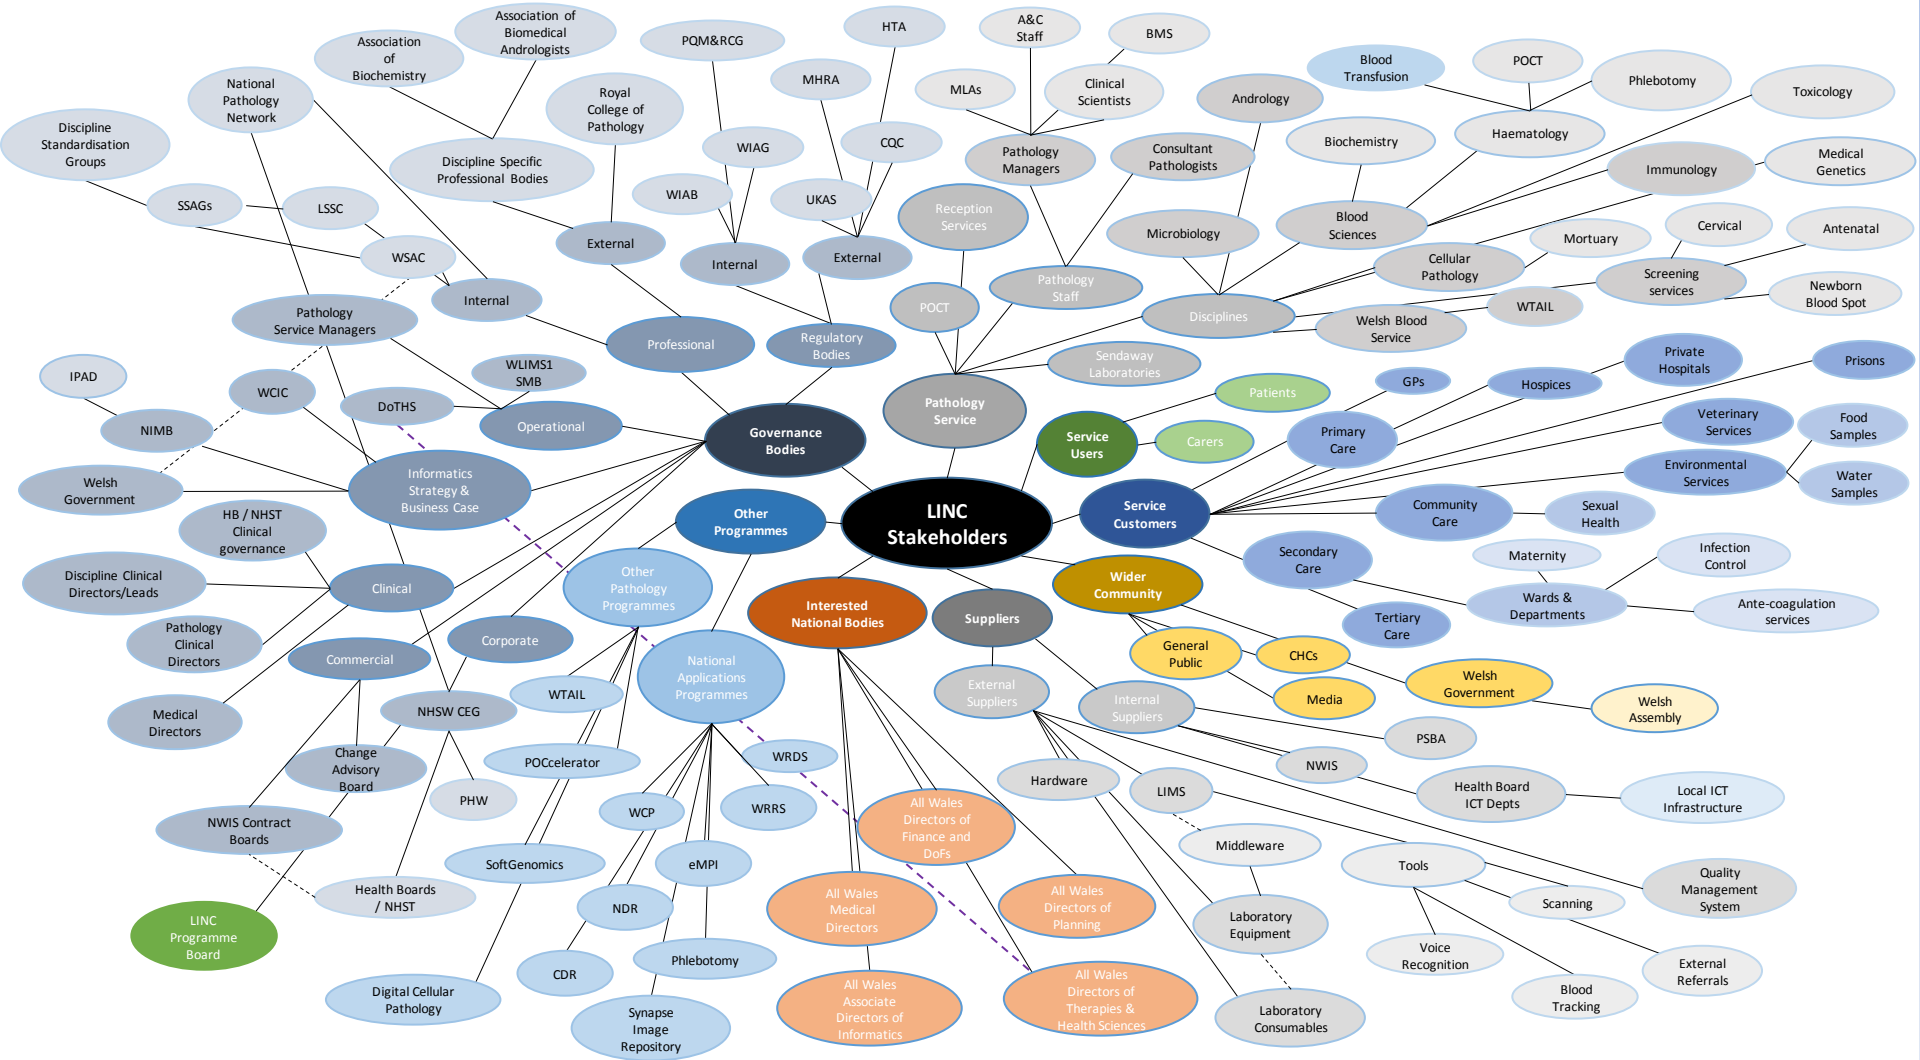 Association of
Biomedical
Andrologists
Association
of
Biochemistry
PQM&RCG
HTA
A&C
Staff
BMS
Blood
Transfusion
POCT
Phlebotomy
National
Pathology
Network
Royal
College of
Pathology
MHRA
MLAs
Clinical
Scientists
Andrology
Toxicology
Discipline
Standardisation
Groups
Discipline Specific
Professional Bodies
WIAG
CQC
Pathology
Managers
Consultant
Pathologists
Biochemistry
Haematology
Immunology
Medical
Genetics
SSAGs
LSSC
WIAB
UKAS
Reception
Services
Microbiology
Blood
Sciences
Mortuary
Cervical
Antenatal
WSAC
External
Internal
External
Pathology
Staff
Cellular
Pathology
Screening
services
Newborn
Blood Spot
Internal
Pathology
Service Managers
POCT
Disciplines
Welsh Blood
Service
WTAIL
Professional
Regulatory
Bodies
Sendaway
Laboratories
Private
Hospitals
Prisons
IPAD
WCIC
WLIMS1
SMB
DoTHS
Pathology
Service
Patients
GPs
Hospices
NIMB
Operational
Governance
Bodies
Service
Users
Carers
Primary
Care
Veterinary
Services
Food
Samples
Welsh
Government
Informatics
Strategy &
Business Case
Environmental
Services
Water
Samples
HB / NHST
Clinical
governance
Other
Programmes
LINC
Stakeholders
Service
Customers
Community
Care
Sexual
Health
Discipline Clinical
Directors/Leads
Clinical
Other
Pathology
Programmes
Interested
National Bodies
Suppliers
Wider
Community
Secondary
Care
Maternity
Infection
Control
Wards &
Departments
Ante-coagulation
services
Pathology
Clinical
Directors
Commercial
Corporate
Tertiary
Care
National
Applications
Programmes
General
Public
CHCs
Welsh
Government
Media
Welsh
Assembly
Medical
Directors
NHSW CEG
WTAIL
External
Suppliers
Internal
Suppliers
PSBA
Change
Advisory
Board
POCcelerator
WRDS
Hardware
LIMS
NWIS
Health Board
ICT Depts
Local ICT
Infrastructure
PHW
NWIS Contract
Boards
WCP
WRRS
All Wales
Directors of
Finance and
DoFs
Middleware
SoftGenomics
eMPI
Tools
Quality
Management
System
Health Boards
/ NHST
NDR
All Wales
Medical
Directors
All Wales
Directors of
Planning
Laboratory
Equipment
Scanning
LINC
Programme
Board
Phlebotomy
Voice
Recognition
External
Referrals
CDR
Digital Cellular
Pathology
Synapse
Image
Repository
All Wales
Associate
Directors of
Informatics
All Wales
Directors of
Therapies &
Health Sciences
Laboratory
Consumables
Blood
Tracking